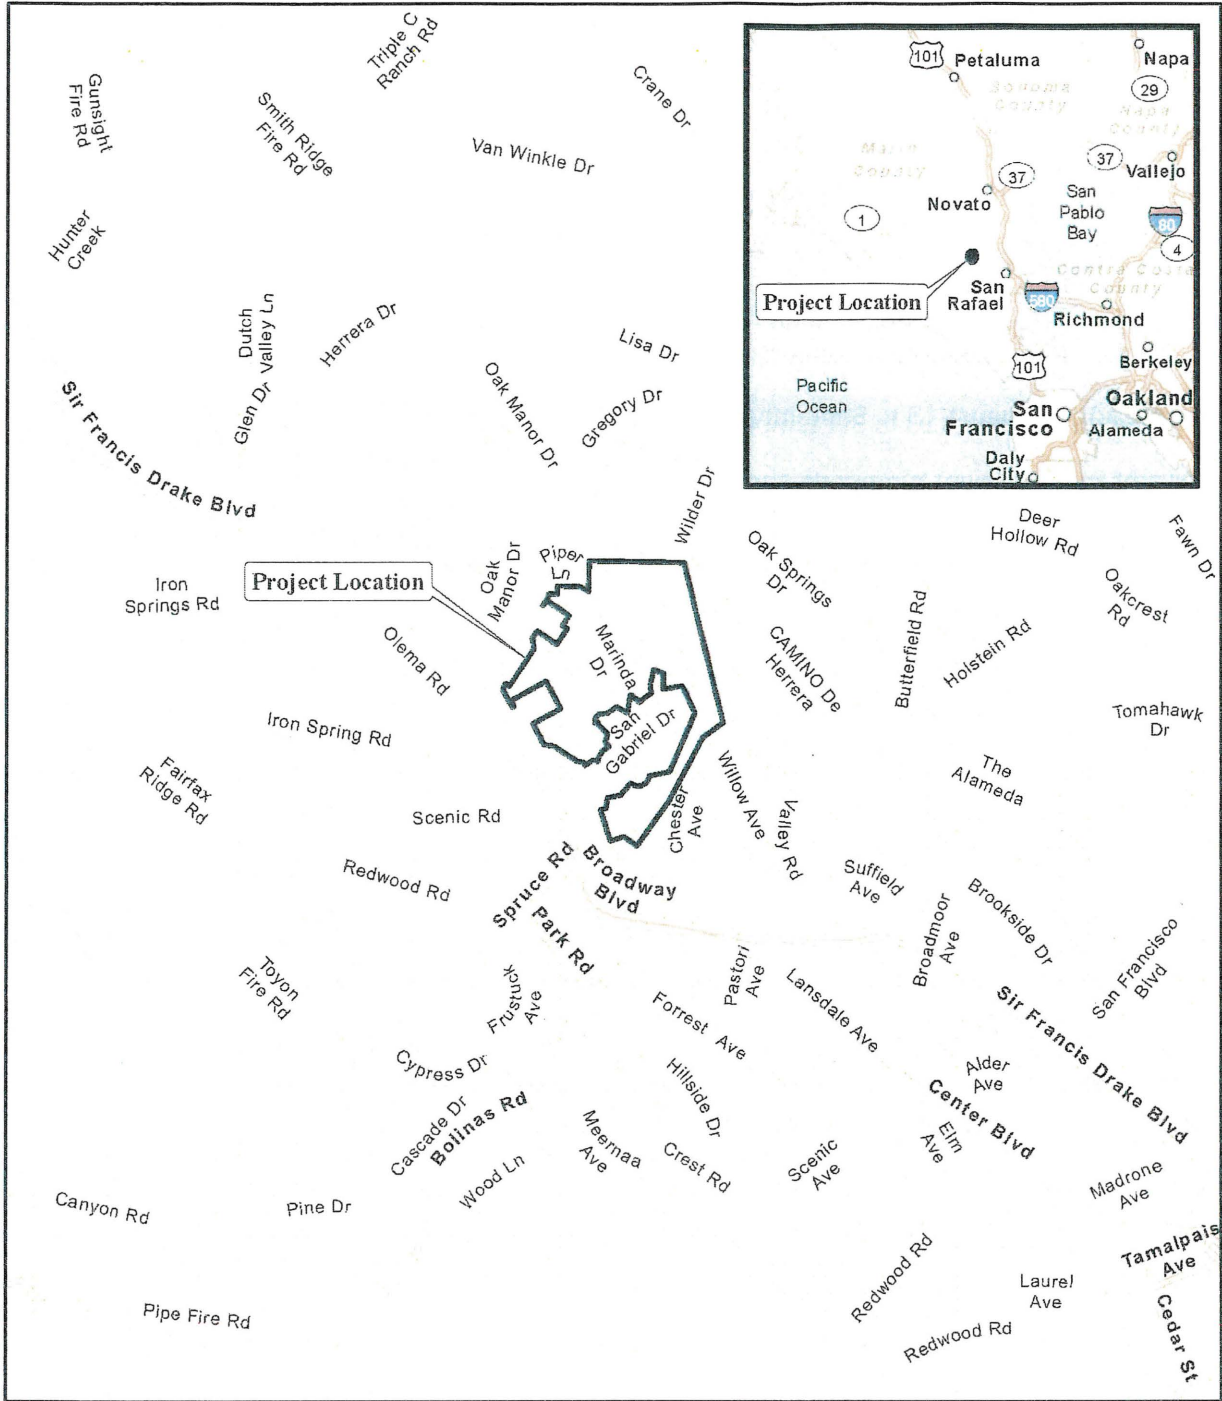 Triple C
Ranch Rd
Gunsight
Fire Rd
Smith Ridge
Fire Rd
Crane Dr
Van Winkle Dr
Hunter
Creek
Dutch
Valley Ln
Herrera Dr
Glen Dr
Lisa Dr
Oak Manor Dr
Gregory Dr
Sir Francis Drake Blvd
Wilder Dr
101
Petaluma
Napa
29
Sonoma
County
Napa
County
Marin
County
37
Vallejo
37
Novato
San
Pablo
Bay
1
80
4
Contra Costa
County
Project Location
San
Rafael
580
Richmond
101
Berkeley
Pacific
Ocean
San
Francisco
Oakland
Alameda
Daly
City
Deer
Hollow Rd
Fawn Dr
Oak
Manor Dr
Piper
Ln
Oak Springs
Dr
Project Location
Iron
Springs Rd
Oakcrest
Rd
Olema Rd
Marinda
Dr
CAMINO De
Herrera
Butterfield Rd
Holstein Rd
Iron Spring Rd
San
Gabriel Dr
Tomahawk
Dr
Fairfax
Ridge Rd
Scenic Rd
Chester
Ave
Willow Ave
Valley Rd
The
Alameda
Redwood Rd
Spruce Rd
Broadway
Blvd
Park Rd
Suffield
Ave
Broadmoor
Ave
Brookside Dr
San Francisco
Blvd
Toyon
Fire Rd
Frustuck
Ave
Pastori
Ave
Lansdale Ave
Forrest Ave
Sir Francis Drake Blvd
Cypress Dr
Hillside Dr
Alder
Ave
Center Blvd
Cascade Dr
Bolinas Rd
Meernaa
Ave
Elm
Ave
Wood Ln
Crest Rd
Scenic
Ave
Madrone
Ave
Canyon Rd
Pine Dr
Tamalpais
Ave
Redwood Rd
Laurel
Ave
Pipe Fire Rd
Redwood Rd
Cedar St